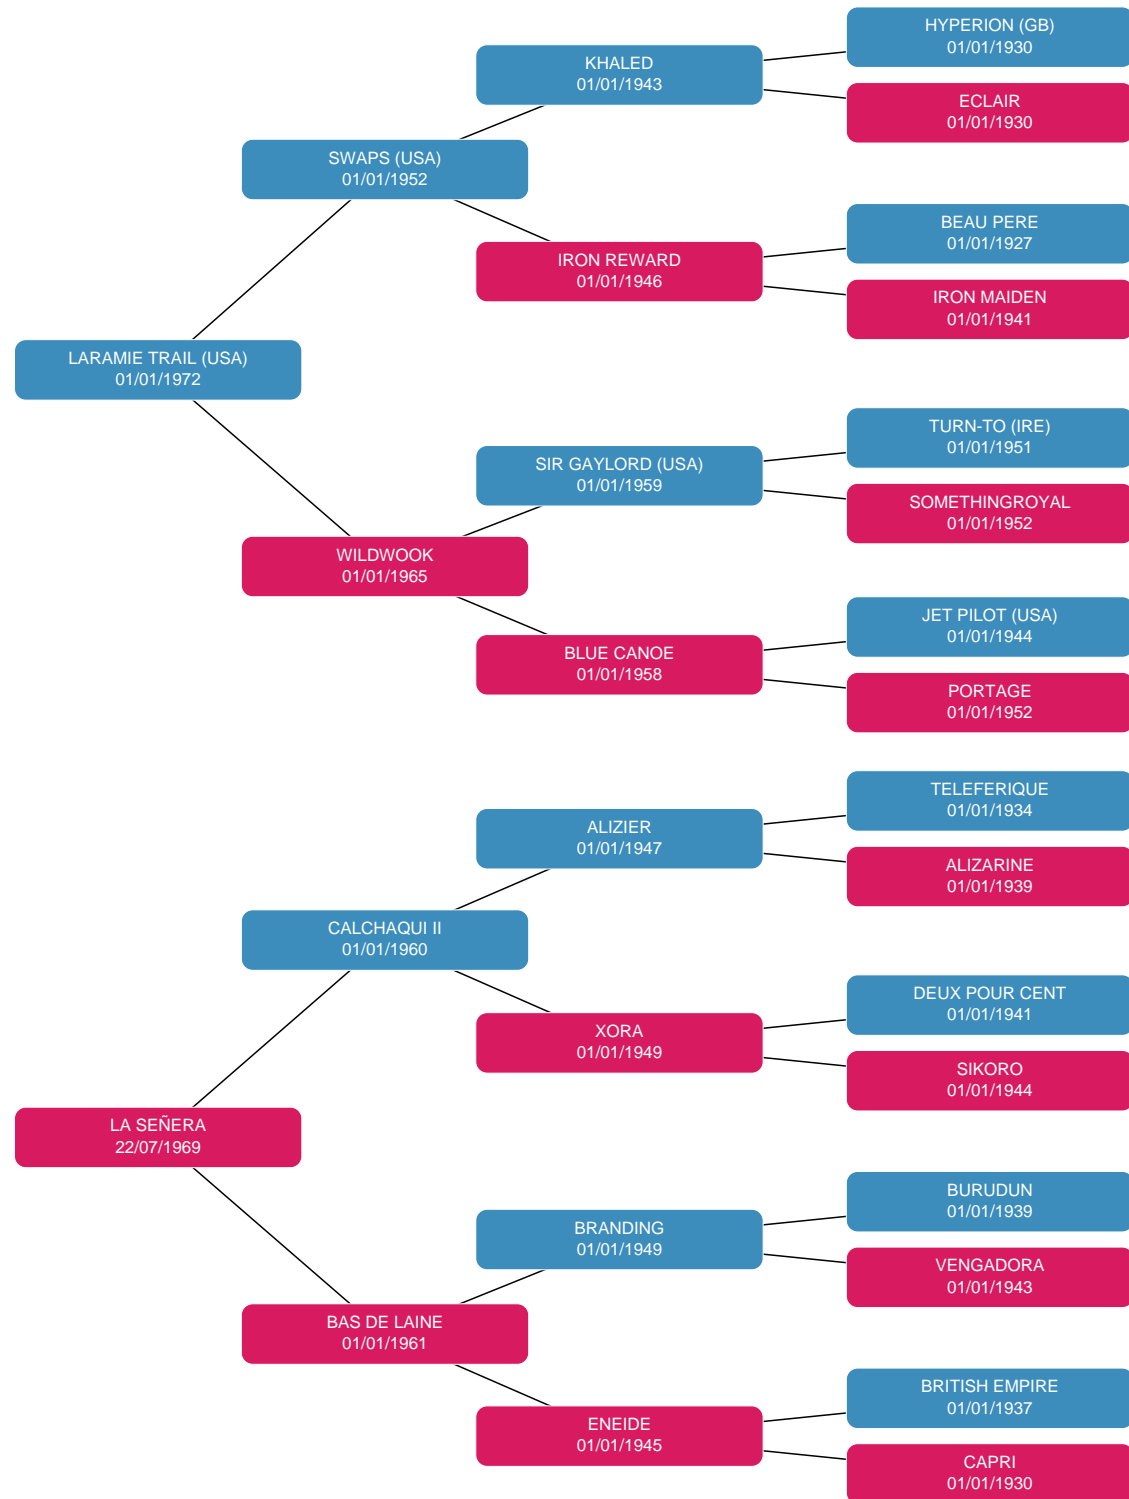 HYPERION (GB)
01/01/1930
KHALED
01/01/1943
ECLAIR
01/01/1930
SWAPS (USA)
01/01/1952
BEAU PERE
01/01/1927
IRON REWARD
01/01/1946
IRON MAIDEN
01/01/1941
LARAMIE TRAIL (USA)
01/01/1972
TURN-TO (IRE)
01/01/1951
SIR GAYLORD (USA)
01/01/1959
SOMETHINGROYAL
01/01/1952
WILDWOOK
01/01/1965
JET PILOT (USA)
01/01/1944
BLUE CANOE
01/01/1958
PORTAGE
01/01/1952
TELEFERIQUE
01/01/1934
ALIZIER
01/01/1947
ALIZARINE
01/01/1939
CALCHAQUI II
01/01/1960
DEUX POUR CENT
01/01/1941
XORA
01/01/1949
SIKORO
01/01/1944
LA SEÑERA
22/07/1969
BURUDUN
01/01/1939
BRANDING
01/01/1949
VENGADORA
01/01/1943
BAS DE LAINE
01/01/1961
BRITISH EMPIRE
01/01/1937
ENEIDE
01/01/1945
CAPRI
01/01/1930